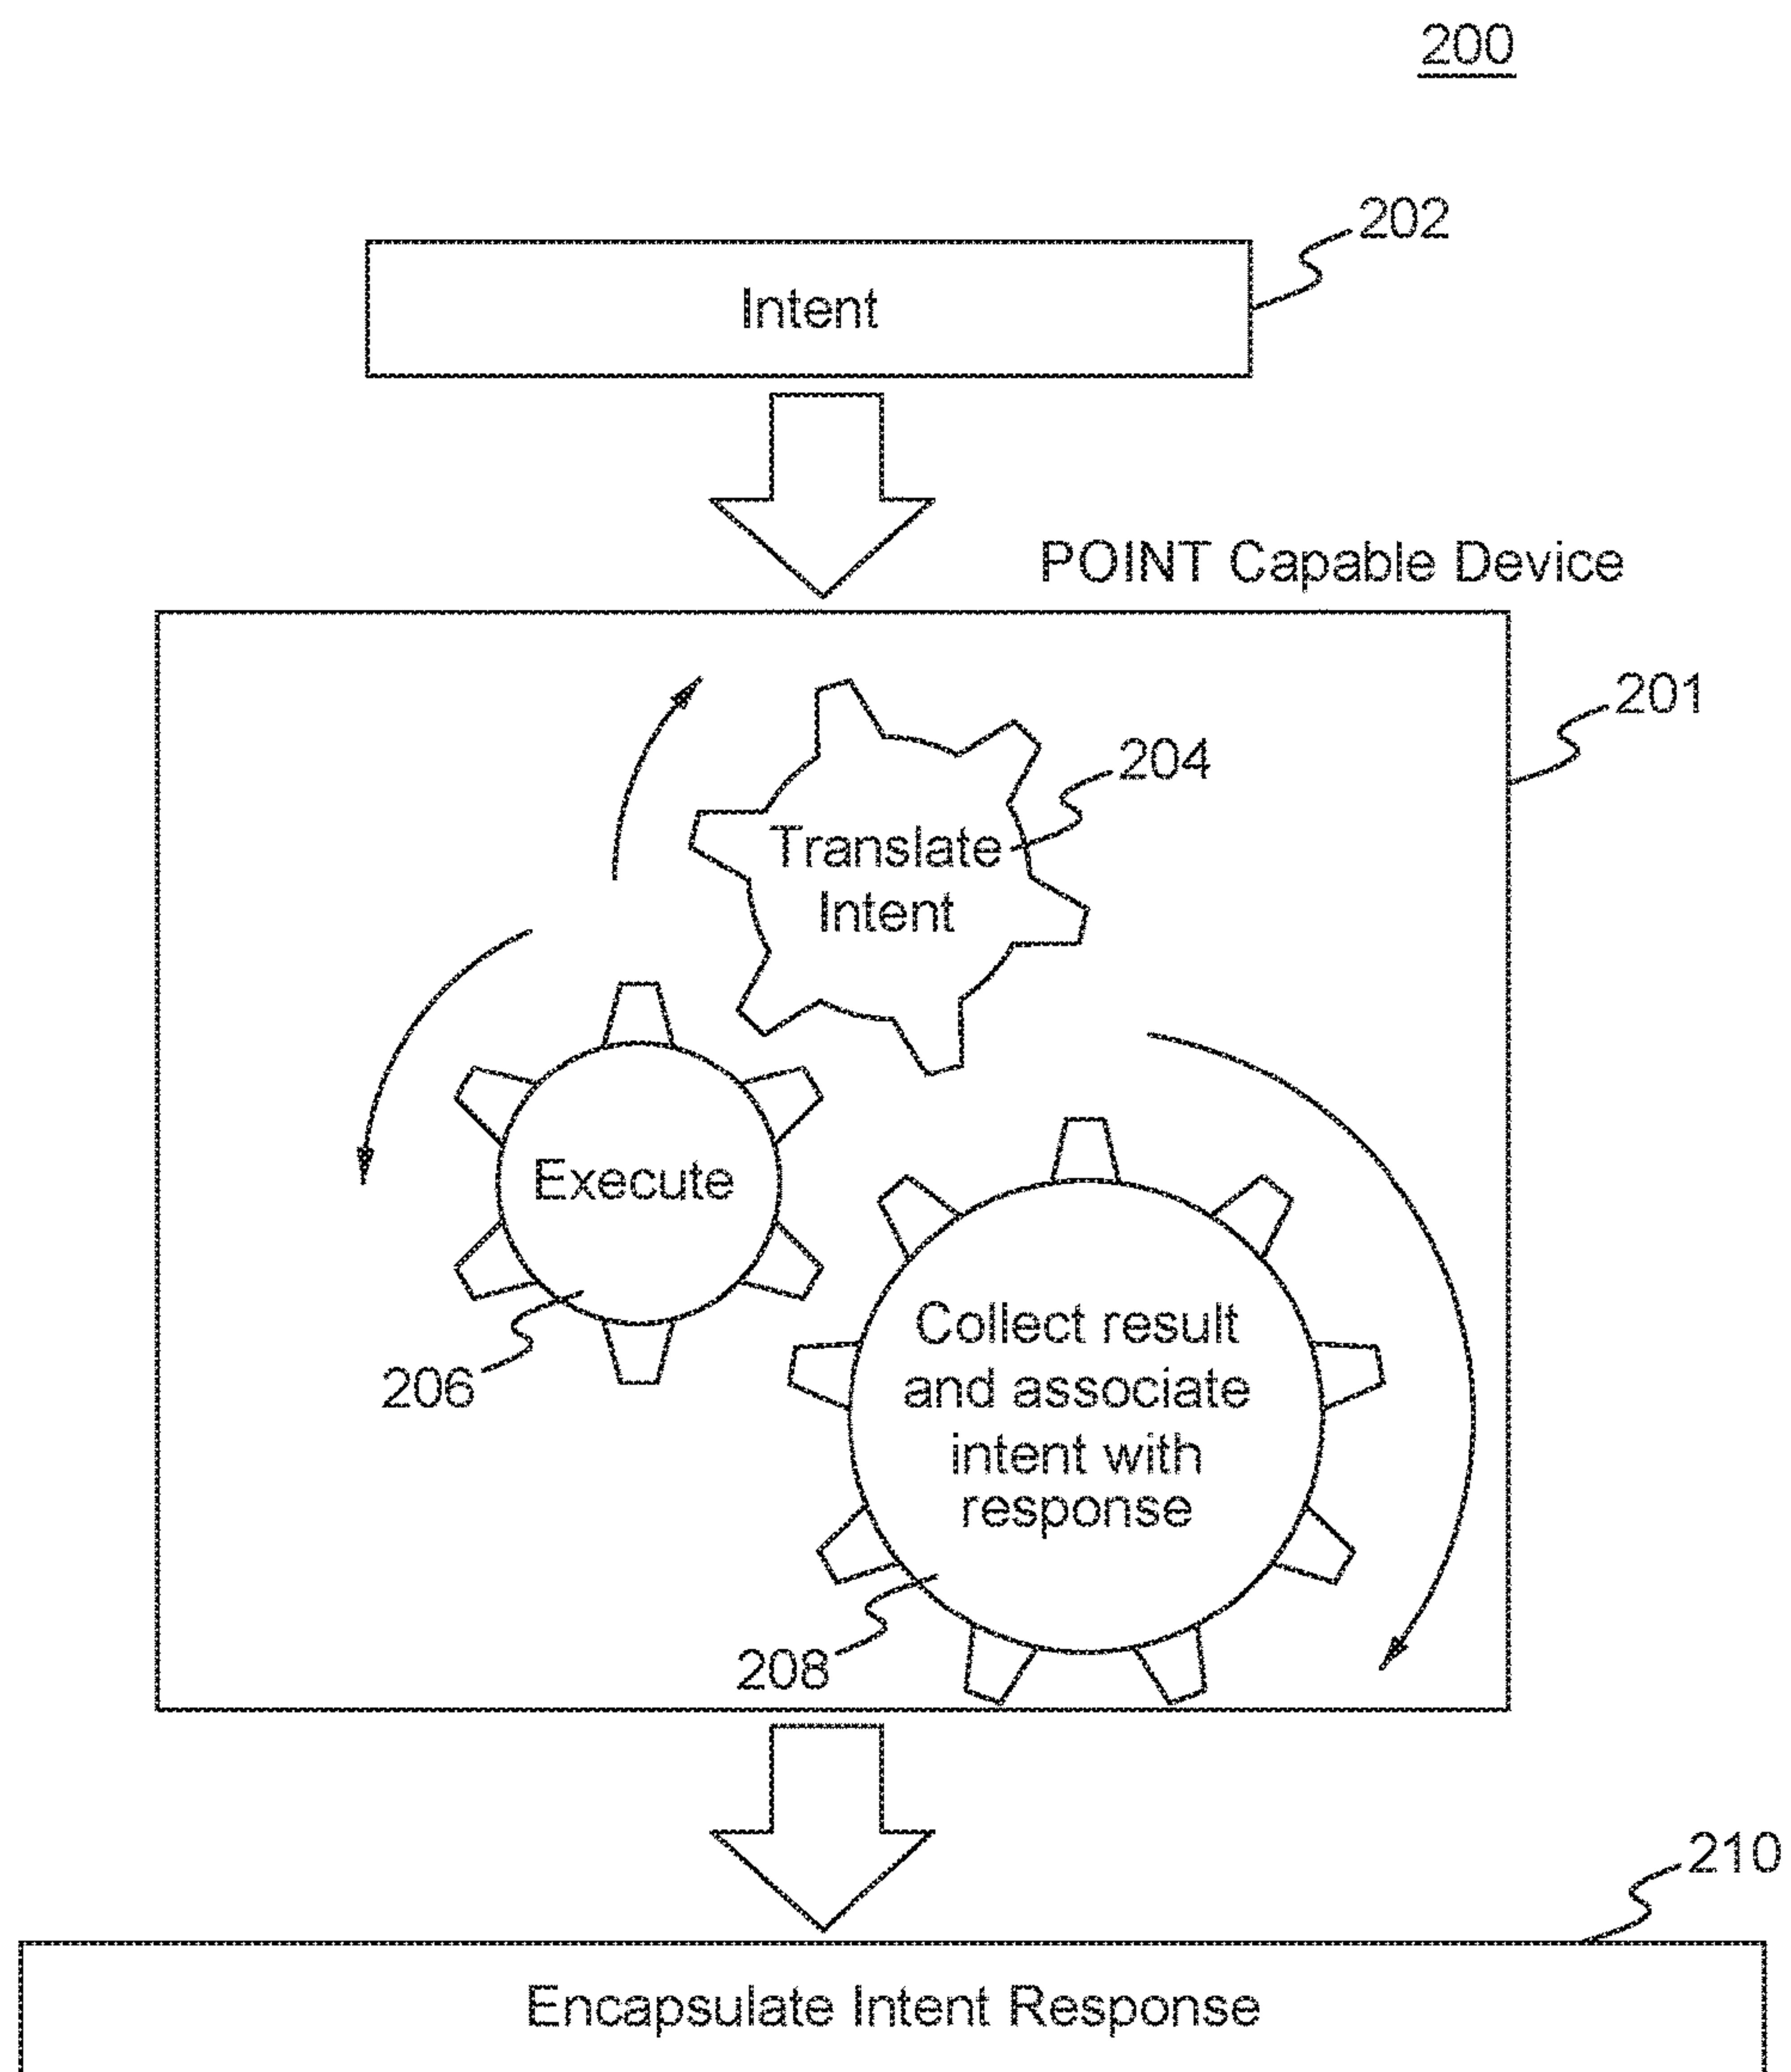 200
202
Intent
POINT Capable Device
201
204
Translate
Intent
Execute
206
Collect result
and associate
intent with
response
208
210
Encapsulate Intent Response